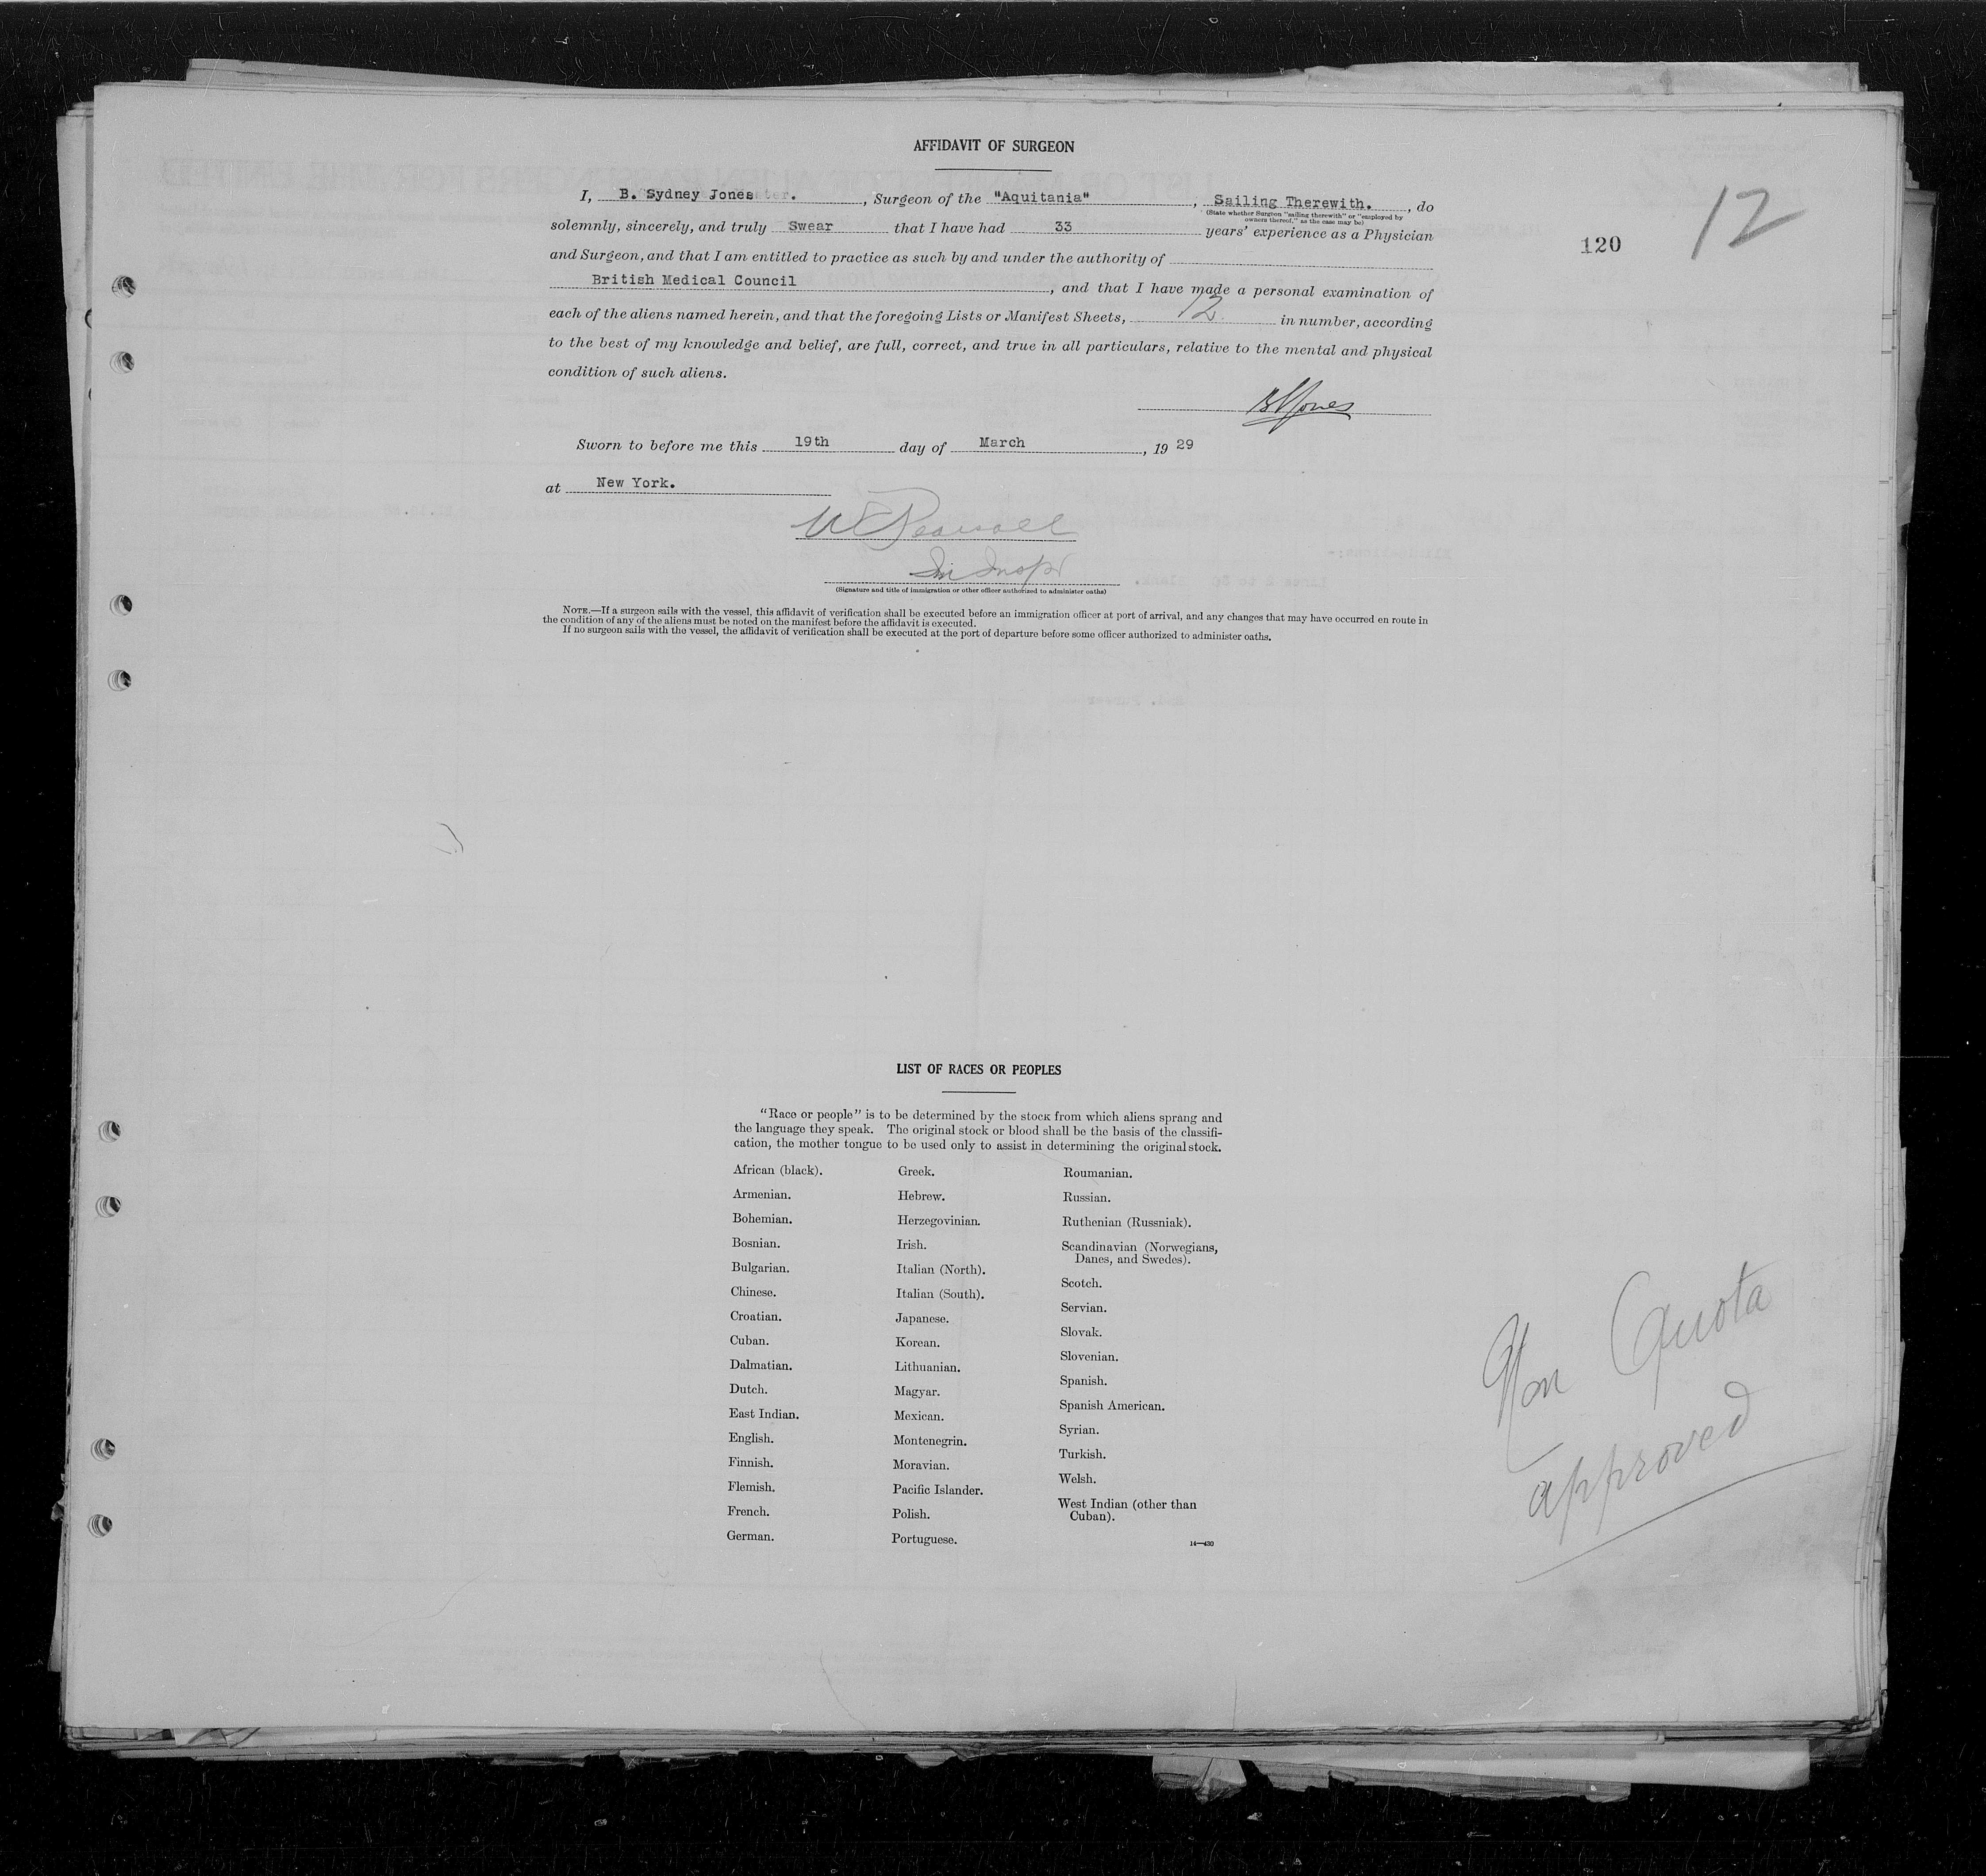 AFFIDAVIT OF SURGEON
I, B. Sydney Jones. , Surgeon of the "Aquitania" , Sailing Therewith. , do
(State whether Surgeon "sailing therewith" or "employed by
owners thereof," as the case may be)
solemnly, sincerely, and truly Swear that I have had 33 years' experience as a Physician
12
120
and Surgeon, and that I am entitled to practice as such by and under the authority of
British Medical Council , and that I have made a personal examination of
each of the aliens named herein, and that the foregoing Lists or Manifest Sheets, 12 in number, according
to the best of my knowledge and belief, are full, correct, and true in all particulars, relative to the mental and physical
condition of such aliens.
BSJones
Sworn to before me this 19th day of March , 19 29
at New York.
Im Inspr
(Signature and title of immigration or other officer authorized to administer oaths)
NOTE.—If a surgeon sails with the vessel, this affidavit of verification shall be executed before an immigration officer at port of arrival, and any changes that may have occurred en route in
the condition of any of the aliens must be noted on the manifest before the affidavit is executed.
If no surgeon sails with the vessel, the affidavit of verification shall be executed at the port of departure before some officer authorized to administer oaths.
LIST OF RACES OR PEOPLES
"Race or people" is to be determined by the stock from which aliens sprang and
the language they speak. The original stock or blood shall be the basis of the classifi-
cation, the mother tongue to be used only to assist in determining the original stock.
African (black).
Armenian.
Bohemian.
Bosnian.
Bulgarian.
Chinese.
Croatian.
Cuban.
Dalmatian.
Dutch.
East Indian.
English.
Finnish.
Flemish.
French.
German.
Greek.
Hebrew.
Herzegovinian.
Irish.
Italian (North).
Italian (South).
Japanese.
Korean.
Lithuanian.
Magyar.
Mexican.
Montenegrin.
Moravian.
Pacific Islander.
Polish.
Portuguese.
Roumanian.
Russian.
Ruthenian (Russniak).
Scandinavian (Norwegians,
Danes, and Swedes).
Scotch.
Servian.
Slovak.
Slovenian.
Spanish.
Spanish American.
Syrian.
Turkish.
Welsh.
West Indian (other than
Cuban).
14—430
Non Quota
approved